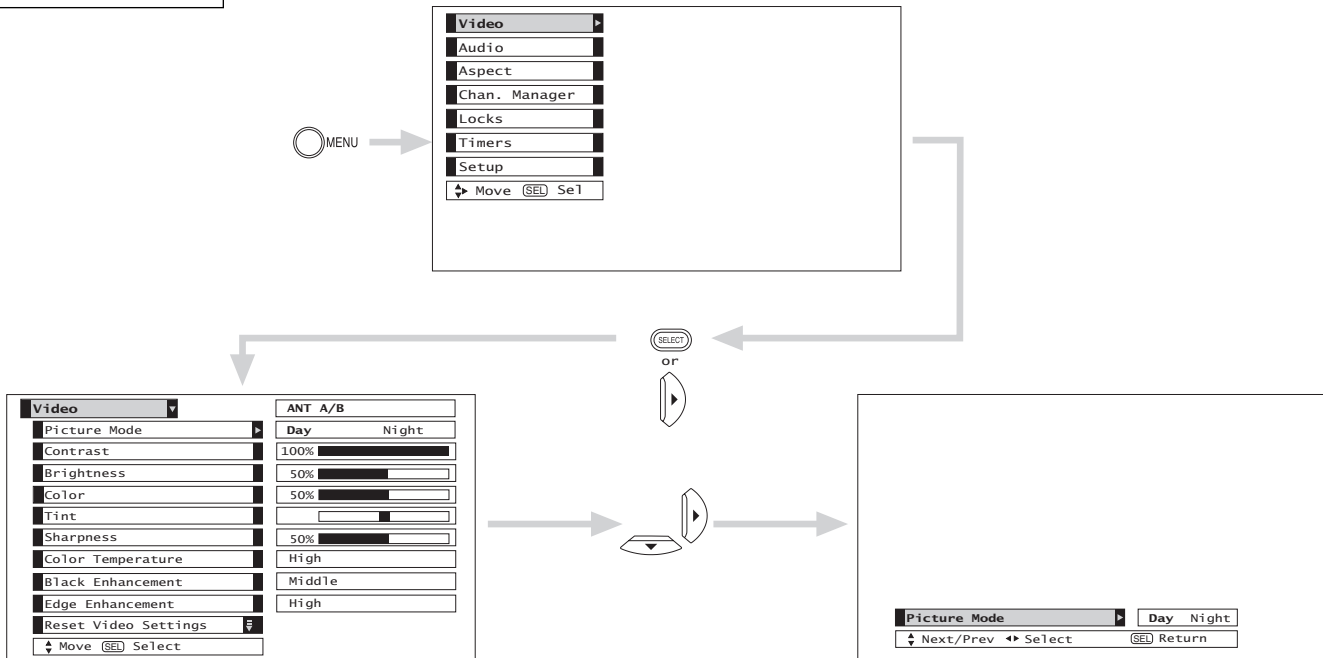 Video
Audio
Aspect
Chan. Manager
Locks
Timers
Setup
Move SEL Sel
MENU
SELECT
or
Video ANT A/B
Picture Mode Day Night
Contrast 100%
Brightness 50%
Color 50%
Tint
Sharpness 50%
Color Temperature High
Black Enhancement Middle
Edge Enhancement High
Reset Video Settings
Move SEL Select
Picture Mode Day Night
Next/Prev Select SEL Return